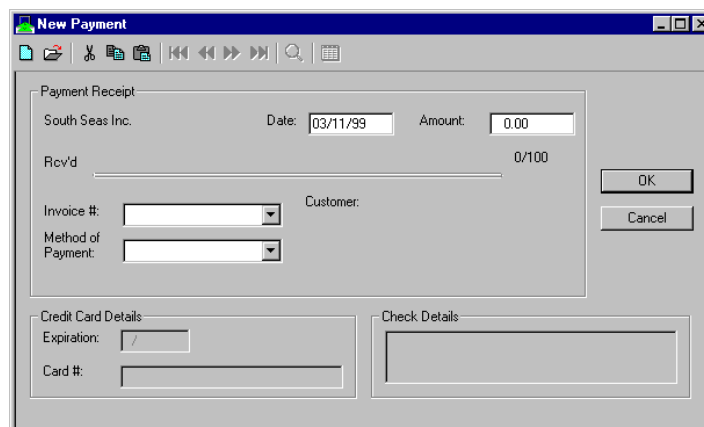 New Payment
Payment Receipt
South Seas Inc. Date: 03/11/99 Amount: 0.00
Rcv'd 0/100
OK
Invoice #: Customer:
Cancel
Method of
Payment:
Credit Card Details Check Details
Expiration: /
Card #: